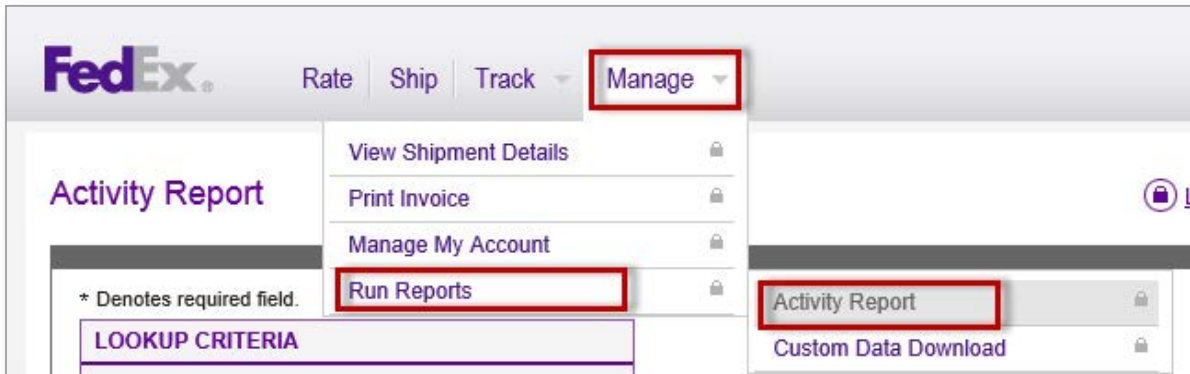 FedEx®
Rate Ship Track Manage
View Shipment Details
Activity Report
Print Invoice
Manage My Account
* Denotes required field.
Run Reports
Activity Report
LOOKUP CRITERIA
Custom Data Download